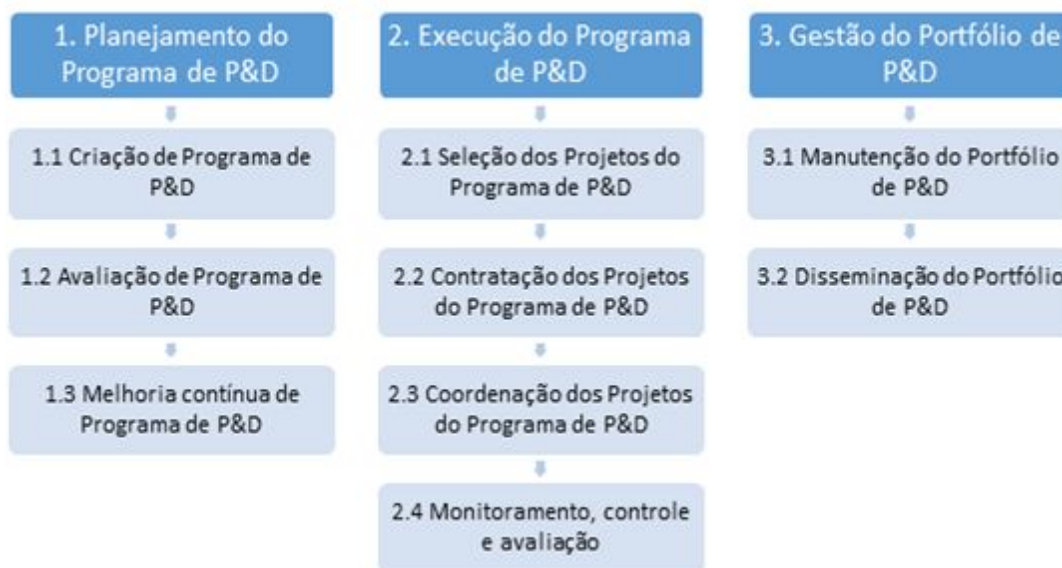 1. Planejamento do
Programa de P&D
1.1 Criação de Programa de
P&D
1.2 Avaliação de Programa de
P&D
1.3 Melhoria contínua de
Programa de P&D
2. Execução do Programa
de P&D
2.1 Seleção dos Projetos do
Programa de P&D
2.2 Contratação dos Projetos
do Programa de P&D
2.3 Coordenação dos Projetos
do Programa de P&D
2.4 Monitoramento, controle
e avaliação
3. Gestão do Portfólio de
P&D
3.1 Manutenção do Portfólio
de P&D
3.2 Disseminação do Portfólio
de P&D